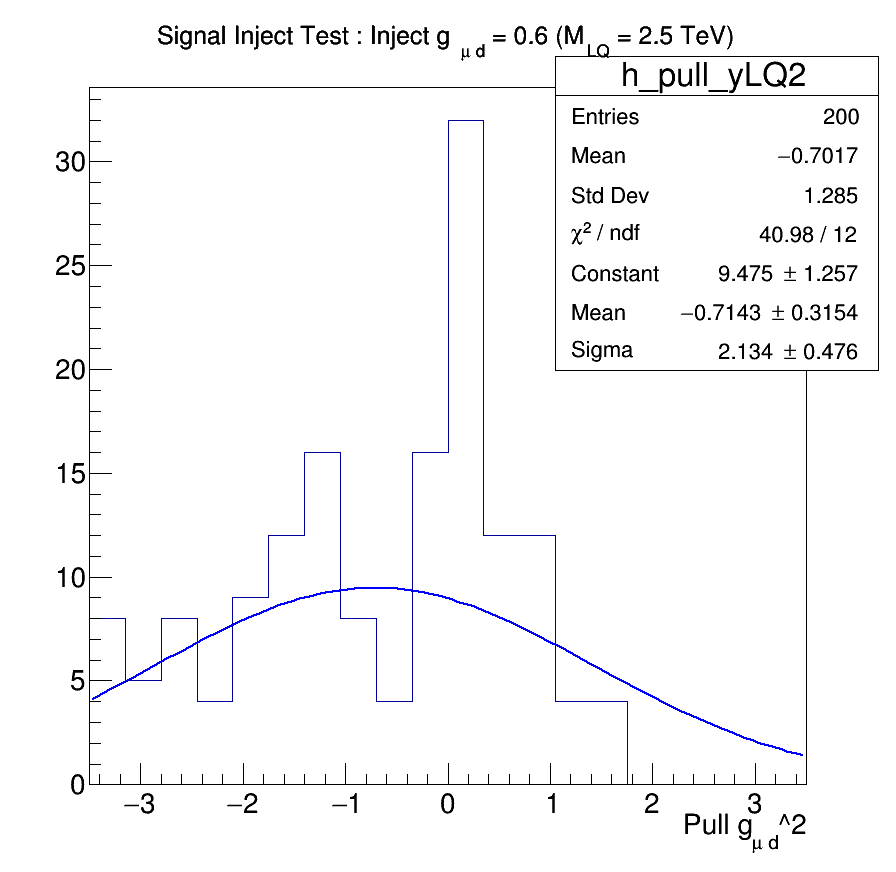 Signal Inject Test : Inject g μ d = 0.6 (M LQ = 2.5 TeV)
h_pull_yLQ2
Entries 200
Mean −0.7017
Std Dev 1.285
χ² / ndf 40.98 / 12
Constant 9.475 ± 1.257
Mean −0.7143 ± 0.3154
Sigma 2.134 ± 0.476
30
25
20
15
10
5
0
−3 −2 −1 0 1 2 3
Pull g μ d ^2